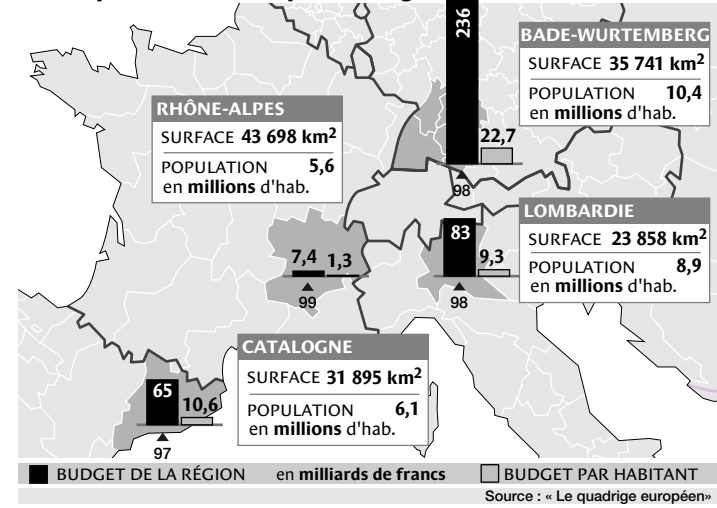 236
BADE-WURTEMBERG
SURFACE 35 741 km²
POPULATION 10,4
en millions d'hab.
22,7
98
RHÔNE-ALPES
SURFACE 43 698 km²
POPULATION 5,6
en millions d'hab.
7,4 1,3
99
LOMBARDIE
SURFACE 23 858 km²
POPULATION 8,9
en millions d'hab.
83
9,3
98
CATALOGNE
SURFACE 31 895 km²
POPULATION 6,1
en millions d'hab.
65
10,6
97
BUDGET DE LA RÉGION en milliards de francs BUDGET PAR HABITANT
Source : « Le quadrige européen»